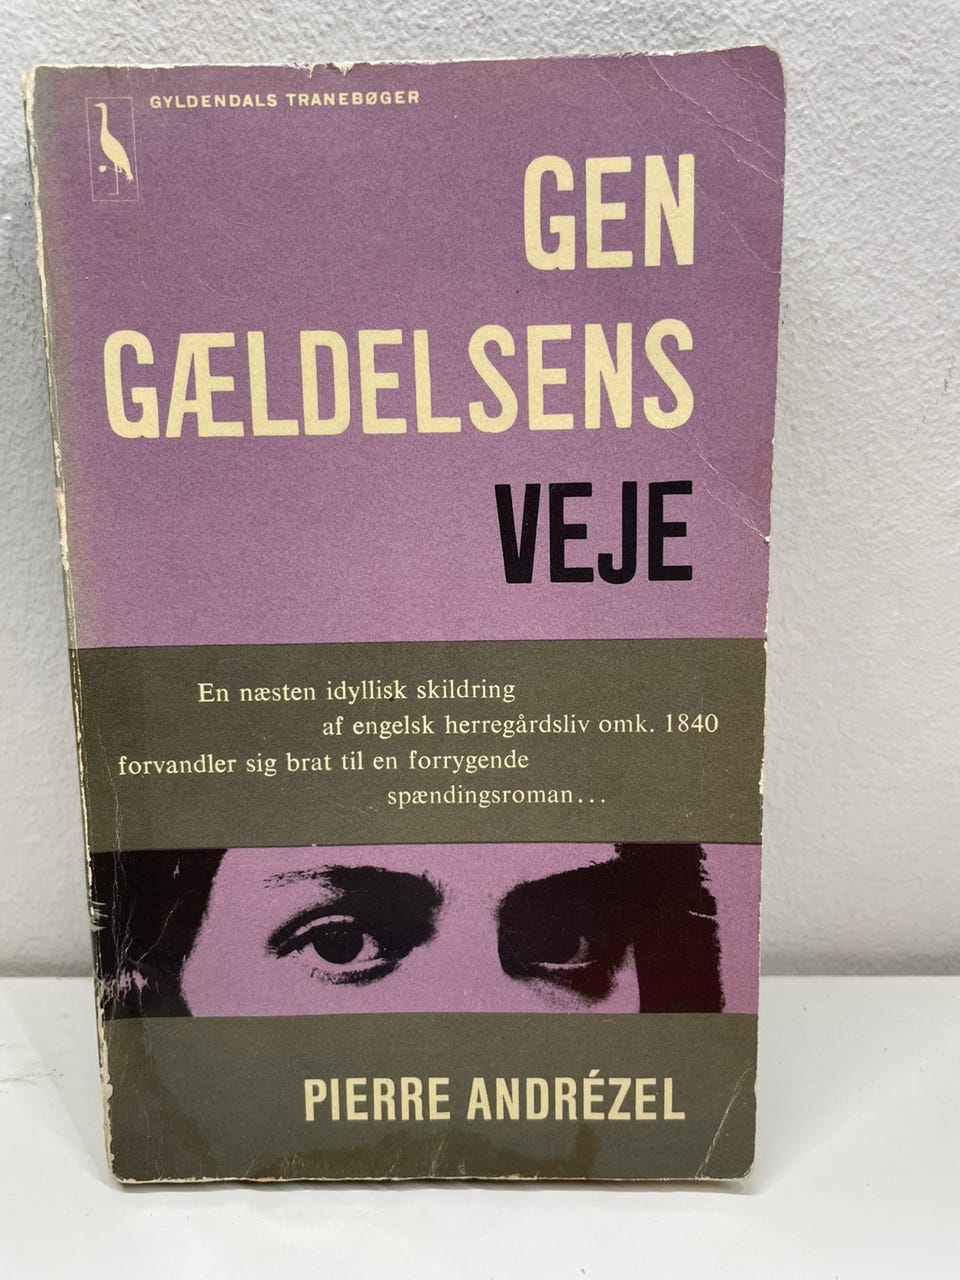 GYLDENDALS TRANEBØGER
GEN
GÆLDELSENS
VEJE
En næsten idyllisk skildring
af engelsk herregårdsliv omk. 1840
forvandler sig brat til en forrygende
spændingsroman...
PIERRE ANDRÉZEL